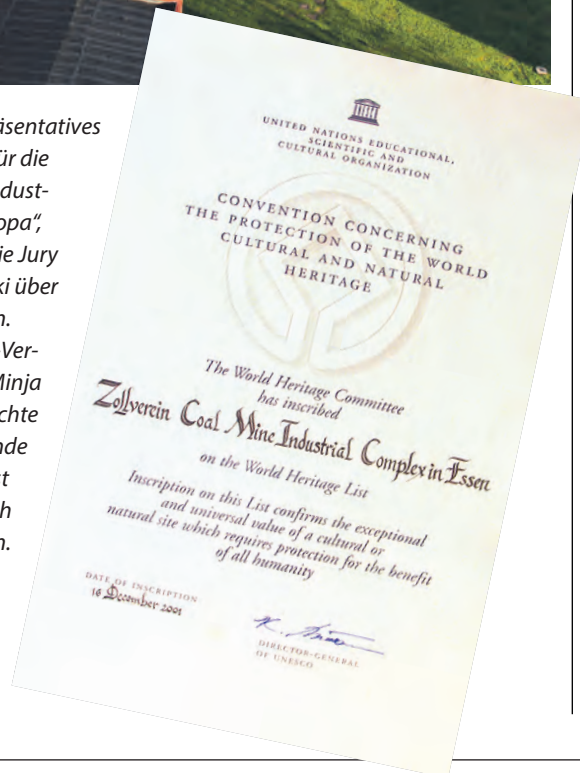 äsentatives
ür die
dust-
opa“,
ie Jury
ki über
n.
-Ver-
Minja
chte
nde
t
h
n.
UNITED NATIONS EDUCATIONAL,
SCIENTIFIC AND
CULTURAL ORGANIZATION
CONVENTION CONCERNING
THE PROTECTION OF THE WORLD
CULTURAL AND NATURAL
HERITAGE
The World Heritage Committee
has inscribed
Zollverein Coal Mine Industrial Complex in Essen
on the World Heritage List
Inscription on this List confirms the exceptional
and universal value of a cultural or
natural site which requires protection for the benefit
of all humanity
DATE OF INSCRIPTION
16 December 2001
DIRECTOR-GENERAL
OF UNESCO